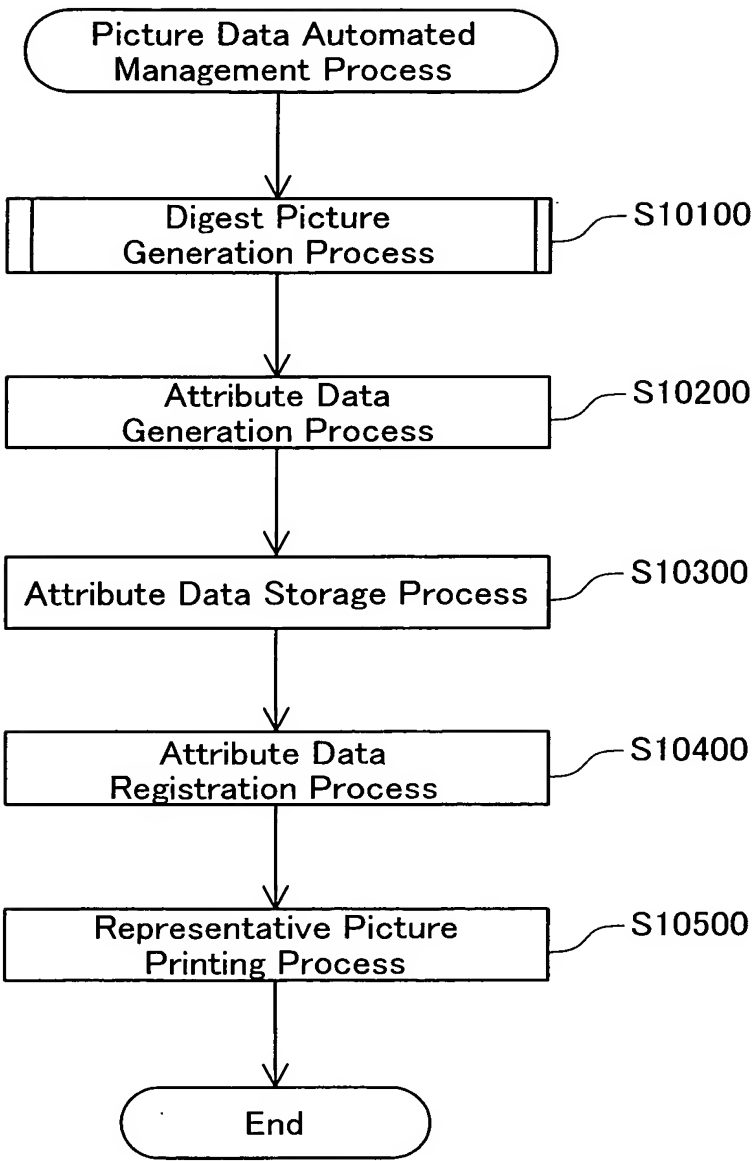 Picture Data Automated
Management Process
Digest Picture
Generation Process
S10100
Attribute Data
Generation Process
S10200
Attribute Data Storage Process
S10300
Attribute Data
Registration Process
S10400
Representative Picture
Printing Process
S10500
End